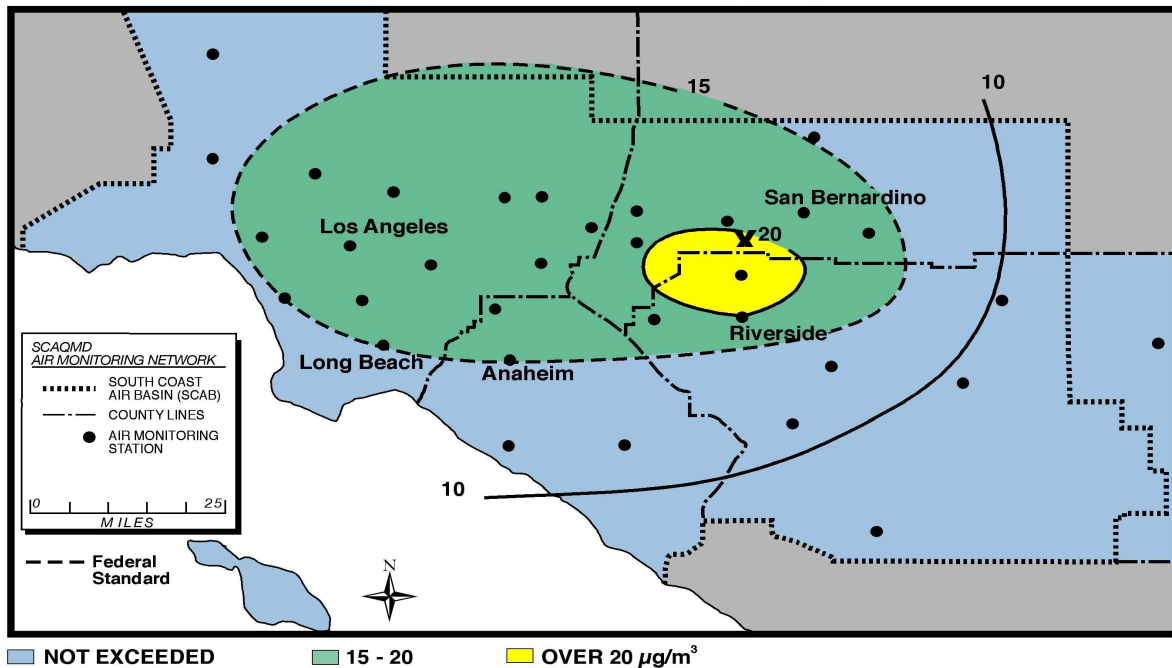 15
10
San Bernardino
X 20
Los Angeles
Riverside
Long Beach
Anaheim
10
SCAQMD
AIR MONITORING NETWORK
SOUTH COAST
AIR BASIN (SCAB)
COUNTY LINES
AIR MONITORING
STATION
0 25
MILES
Federal
Standard
N
NOT EXCEEDED 15 - 20 OVER 20 µg/m³